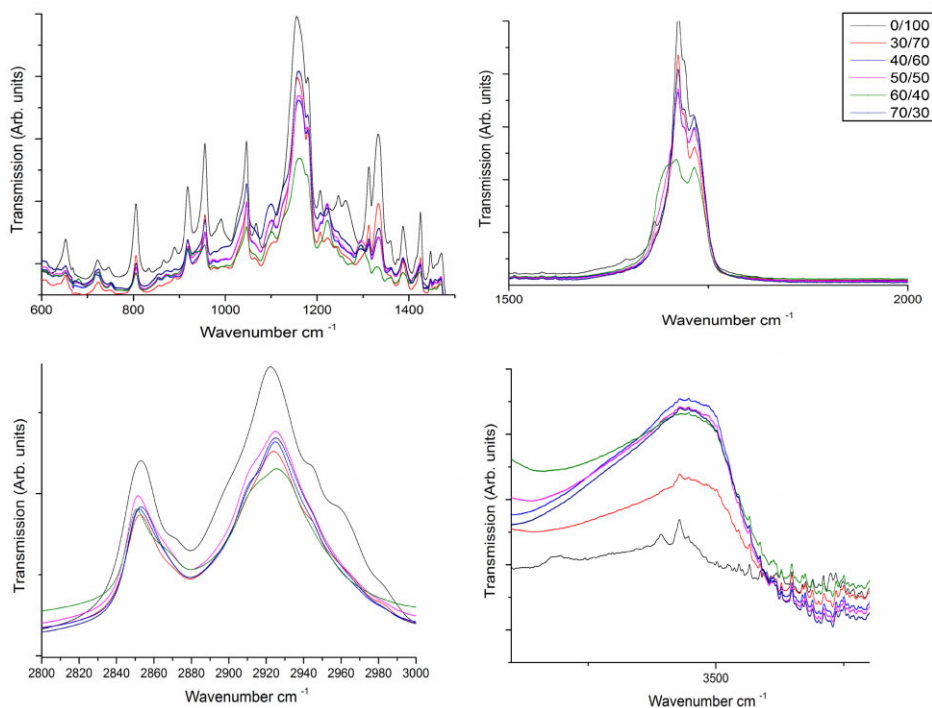 Transmission (Arb. units)
600 800 1000 1200 1400
Wavenumber cm -1
Transmission (Arb. units)
1500 2000
Wavenumber cm -1
0/100
30/70
40/60
50/50
60/40
70/30
Transmission (Arb. units)
2800 2820 2840 2860 2880 2900 2920 2940 2960 2980 3000
Wavenumber cm -1
Transmission (Arb. units)
3500
Wavenumber cm -1